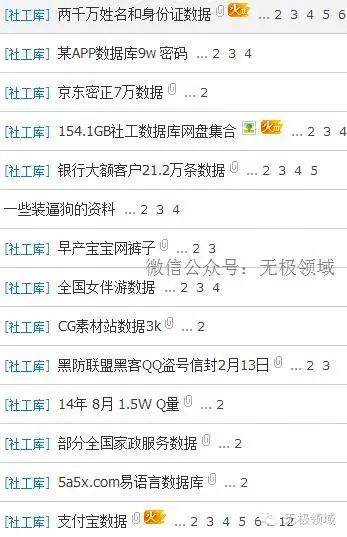 [社工库] 两千万姓名和身份证数据 火 ... 2 3 4 5 6
[社工库] 某APP数据库9w 密码 ... 2 3 4
[社工库] 京东密正7万数据 ... 2
[社工库] 154.1GB社工数据库网盘集合 火 ... 2 3 4
[社工库] 银行大额客户21.2万条数据 ... 2 3 4 5
一些装逼狗的资料 ... 2 3 4
[社工库] 早产宝宝网裤子 ... 2 3
微信公众号：无极领域
[社工库] 全国女伴游数据 ... 2 3 4
[社工库] CG素材站数据3k ... 2
[社工库] 黑防联盟黑客QQ盗号信封2月13日 ... 2 3
[社工库] 14年 8月 1.5W Q量 ... 2
[社工库] 部分全国家政服务数据 ... 2
[社工库] 5a5x.com易语言数据库 ... 2
[社工库] 支付宝数据 火 ... 2 3 4 5 6 .. 12
无极领域